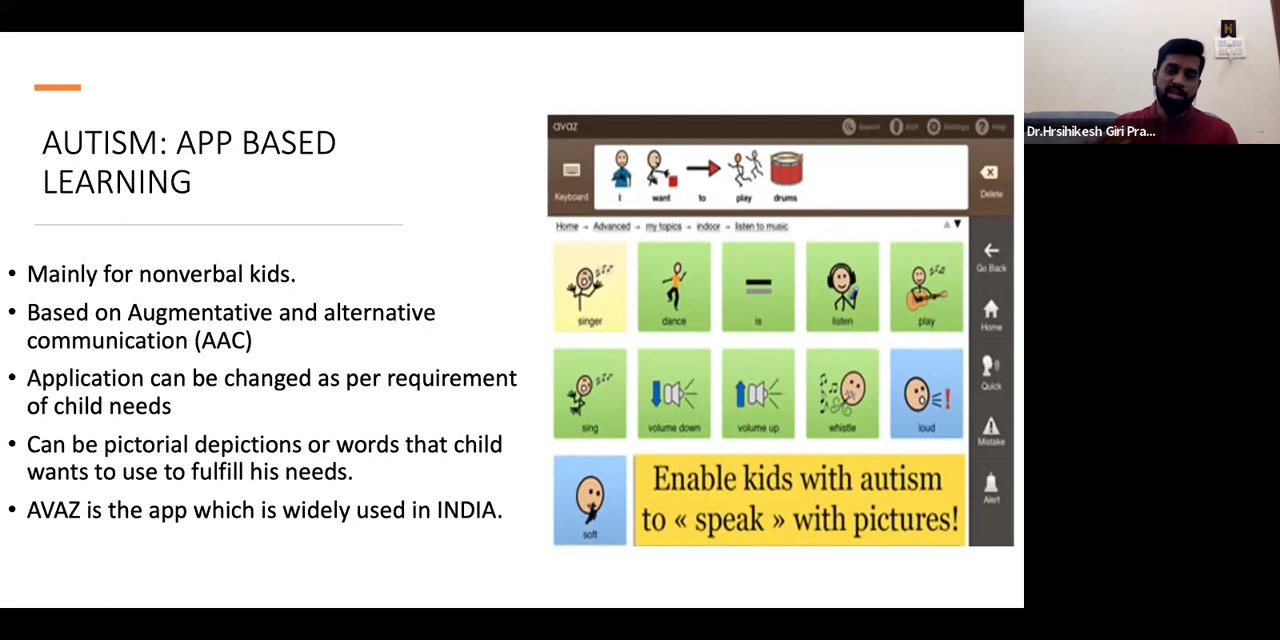 AUTISM: APP BASED
LEARNING
• Mainly for nonverbal kids.
• Based on Augmentative and alternative
communication (AAC)
• Application can be changed as per requirement
of child needs
• Can be pictorial depictions or words that child
wants to use to fulfill his needs.
• AVAZ is the app which is widely used in INDIA.
avaz
Search Edit Settings Help
Keyboard
I want to play drums
Delete
Home → Advanced → my topics → indoor → listen to music
singer dance is listen play
sing volume down volume up whistle loud
soft
Enable kids with autism
to « speak » with pictures!
Go Back
Home
Quick
Mistake
Alert
H
Dr.Hrsihikesh Giri Pra...